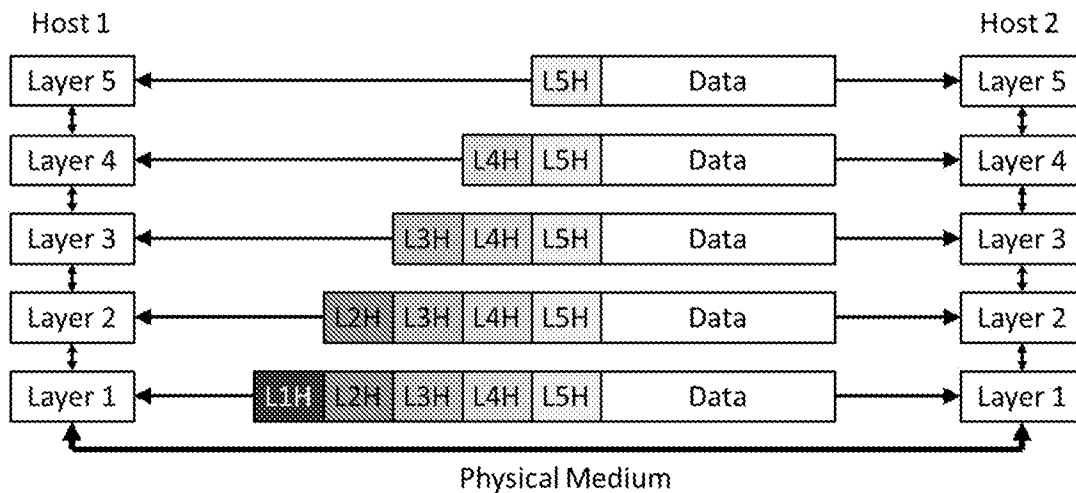 Host 1 Host 2
Layer 5 L5H Data Layer 5
Layer 4 L4H L5H Data Layer 4
Layer 3 L3H L4H L5H Data Layer 3
Layer 2 L2H L3H L4H L5H Data Layer 2
Layer 1 L1H L2H L3H L4H L5H Data Layer 1
Physical Medium